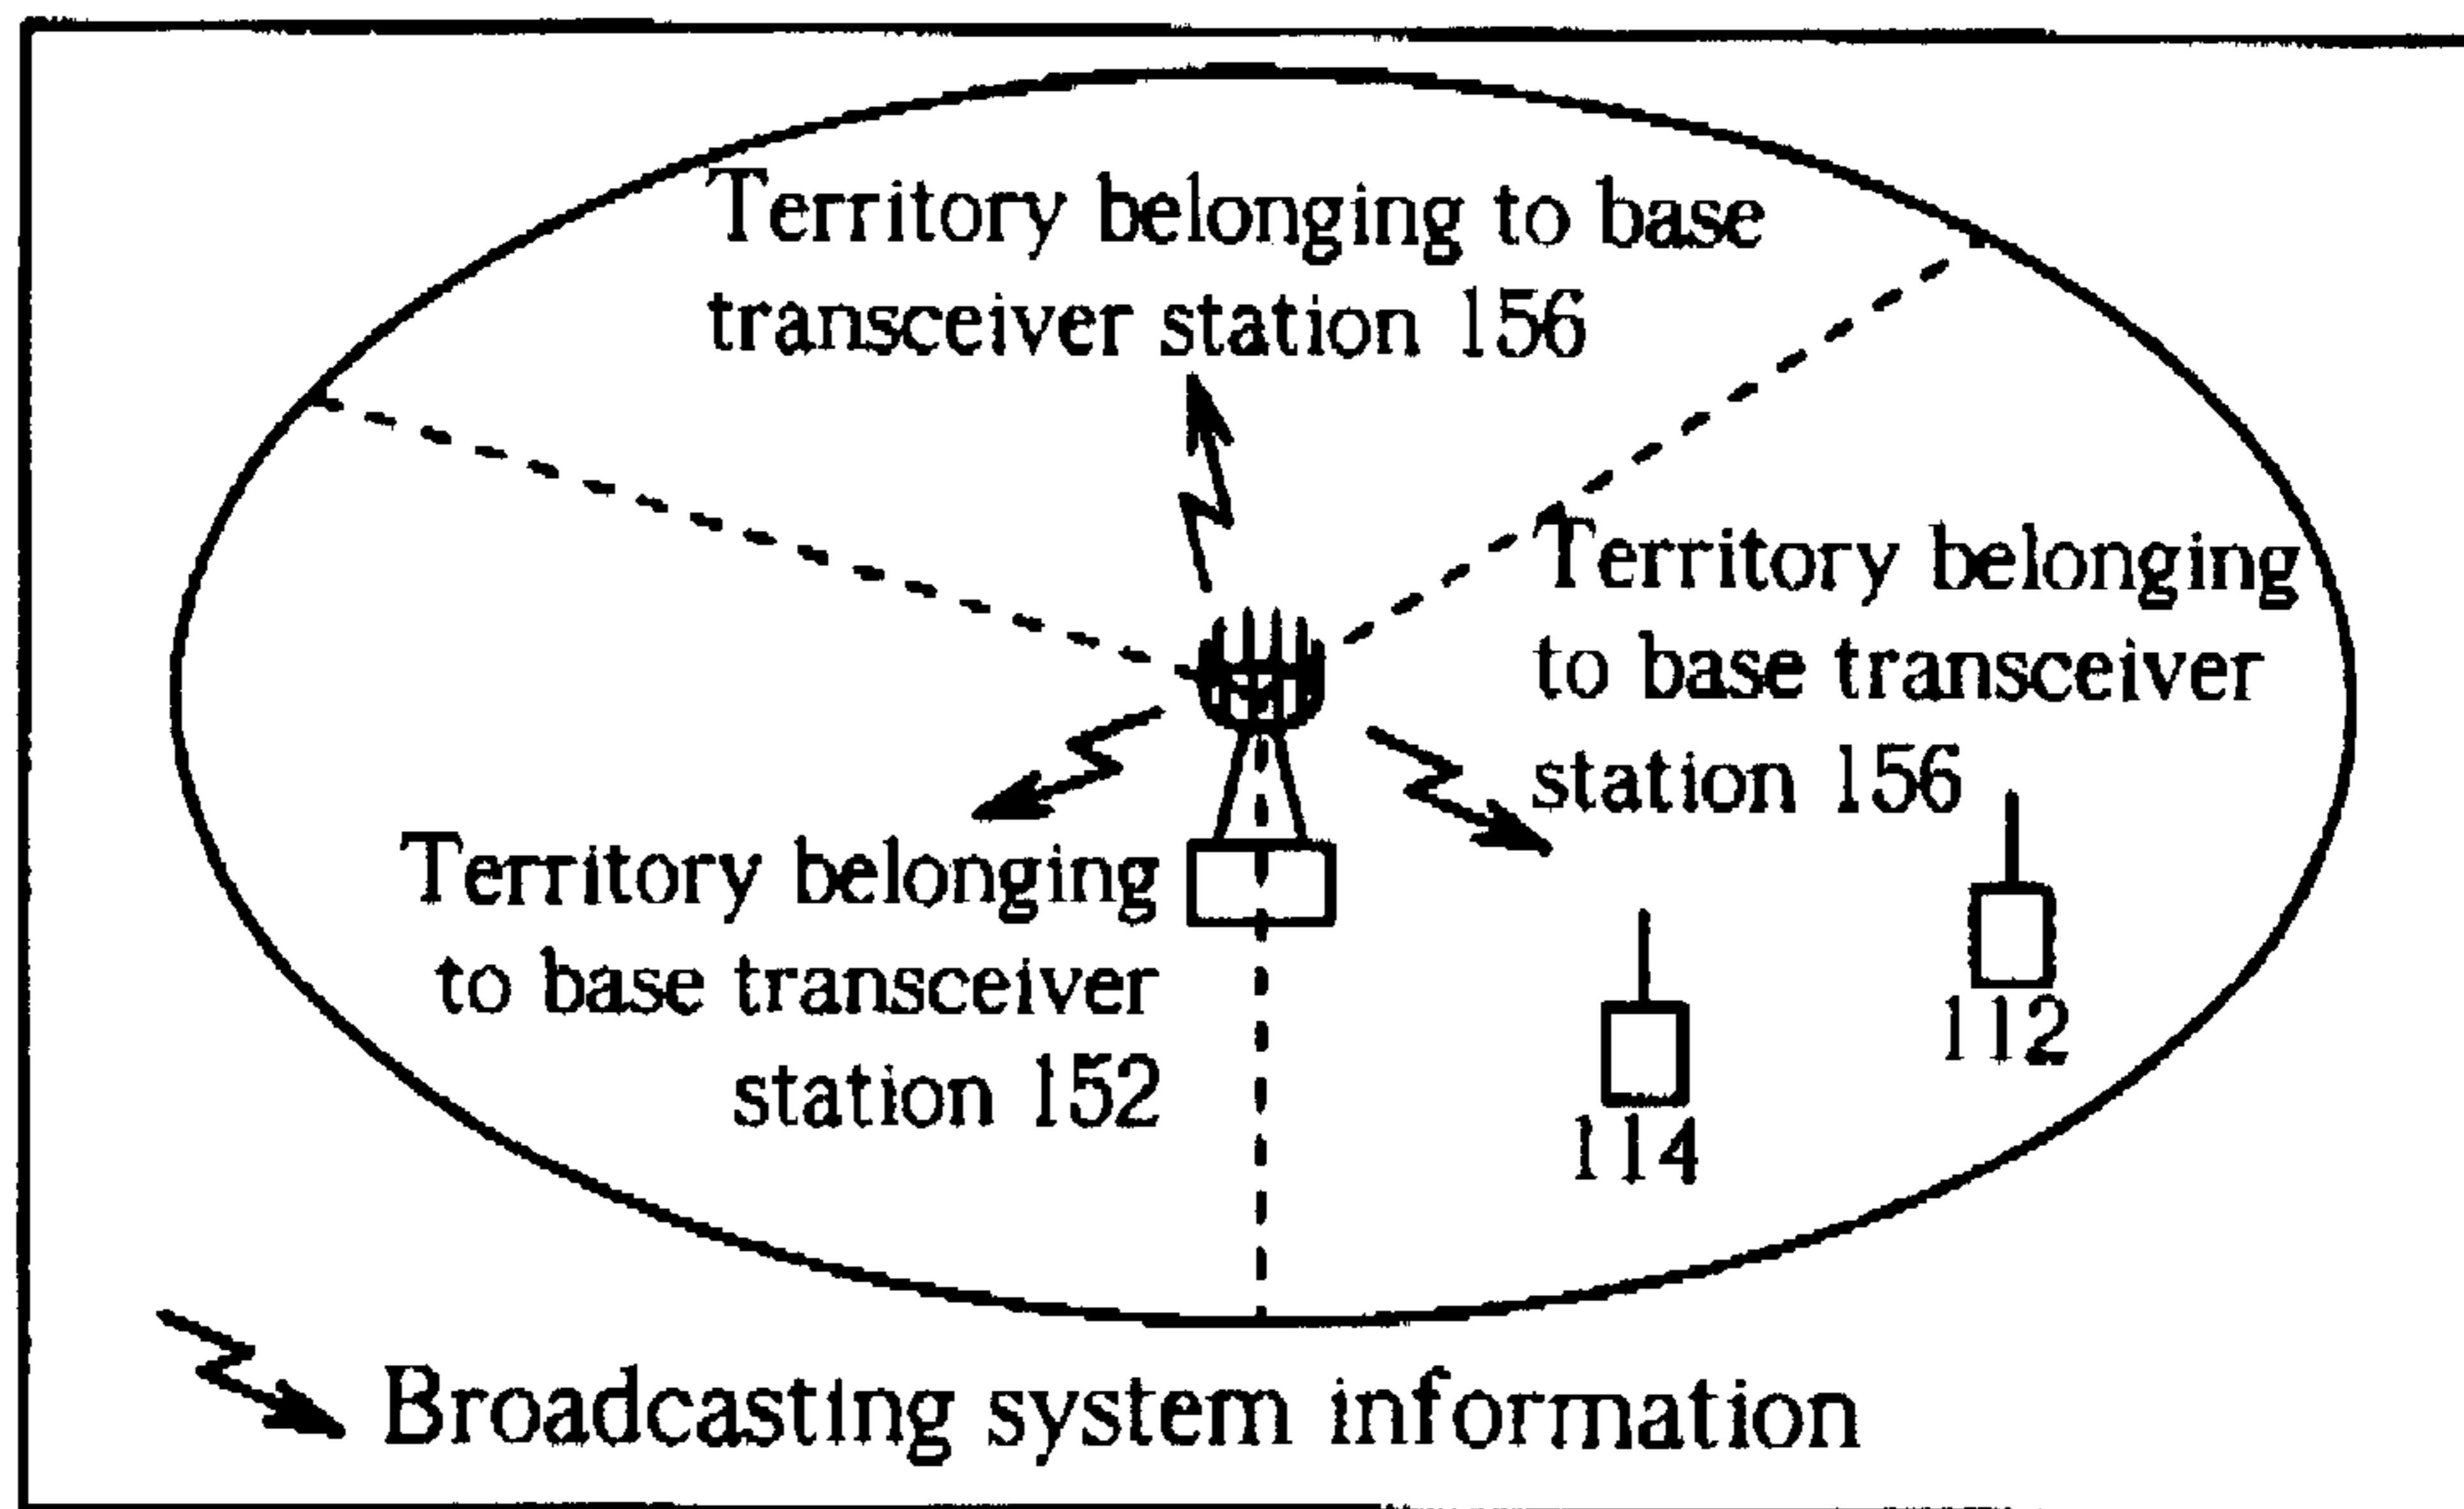 Territory belonging to base
transceiver station 156
Territory belonging
to base transceiver
station 156
Territory belonging
to base transceiver
station 152
112
114
Broadcasting system information